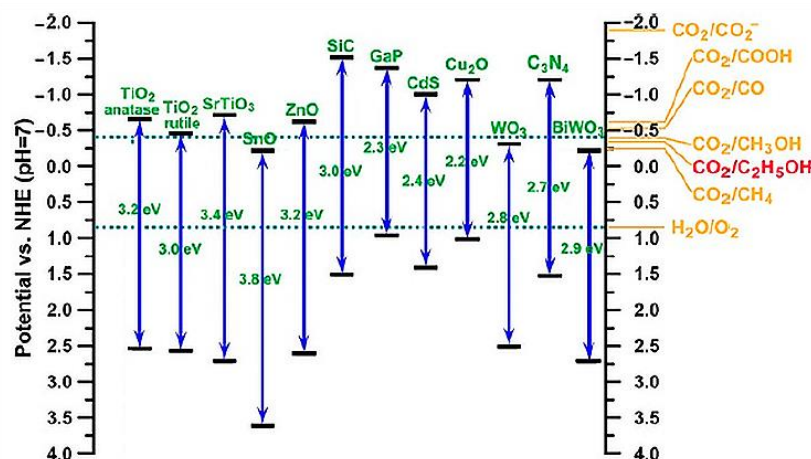 Potential vs. NHE (pH=7)
-2.0
-1.5
-1.0
-0.5
0.0
0.5
1.0
1.5
2.0
2.5
3.0
3.5
4.0
TiO₂
anatase
TiO₂
rutile
SrTiO₃
SnO
ZnO
SiC
GaP
CdS
Cu₂O
WO₃
C₃N₄
BiWO₃
3.2 eV
3.0 eV
3.4 eV
3.8 eV
3.2 eV
3.0 eV
2.3 eV
2.4 eV
2.2 eV
2.8 eV
2.7 eV
2.9 eV
-2.0
-1.5
-1.0
-0.5
0.0
0.5
1.0
1.5
2.0
2.5
3.0
3.5
4.0
CO₂/CO₂⁻
CO₂/COOH
CO₂/CO
CO₂/CH₃OH
CO₂/C₂H₅OH
CO₂/CH₄
H₂O/O₂